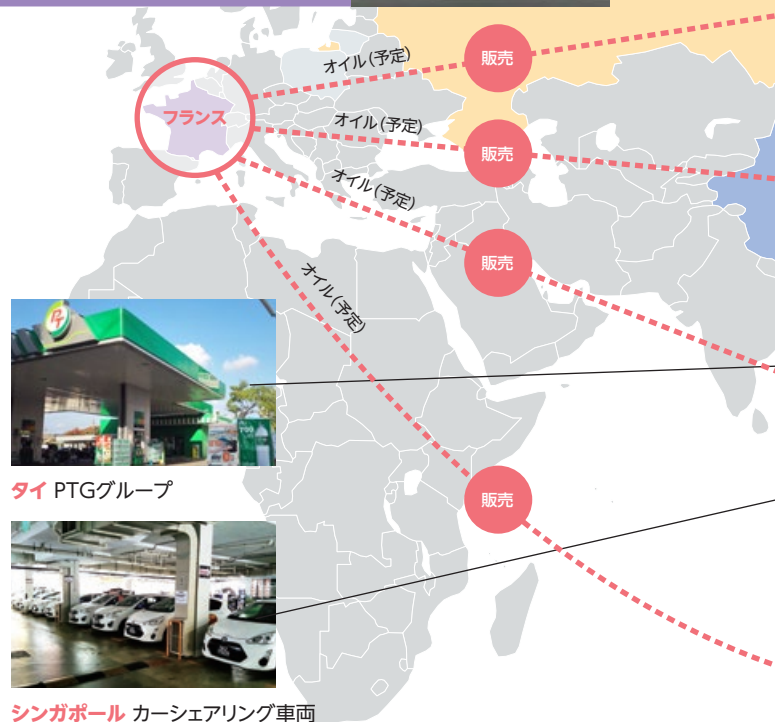 オイル(予定)
販売
フランス
オイル(予定)
販売
オイル(予定)
販売
オイル(予定)
PT
タイ PTGグループ
販売
シンガポール カーシェアリング車両